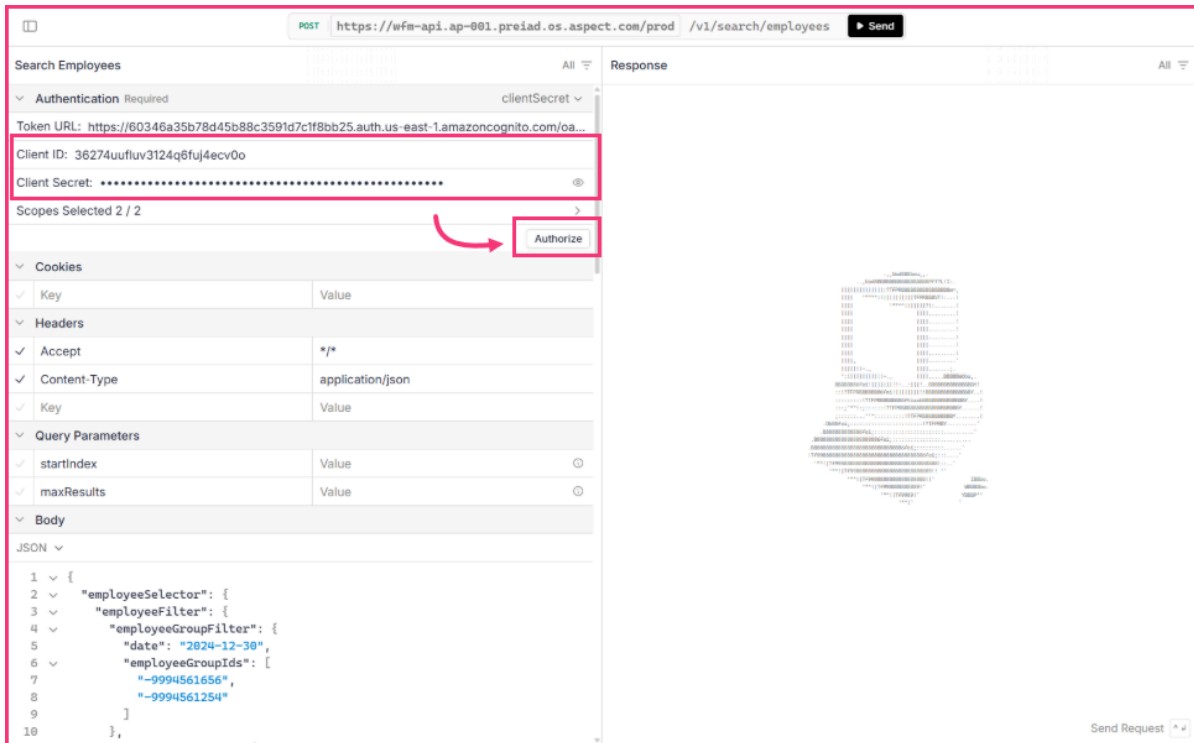 POST https://wfm-api.ap-001.preiad.os.aspect.com/prod /v1/search/employees Send
Search Employees All
Response All
Authentication Required clientSecret
Token URL: https://60346a35b78d45b88c3591d7c1f8bb25.auth.us-east-1.amazoncognito.com/oa...
Client ID: 36274uufluv3124q6fuj4ecv0o
Client Secret: •••••••••••••••••••••••••••••••••••••••••••••••••••
Scopes Selected 2 / 2
Authorize
Cookies
Key Value
Headers
Accept */*
Content-Type application/json
Key Value
Query Parameters
startIndex Value
maxResults Value
Body
JSON
1 {
2 "employeeSelector": {
3 "employeeFilter": {
4 "employeeGroupFilter": {
5 "date": "2024-12-30",
6 "employeeGroupIds": [
7 "-9994561656",
8 "-9994561254"
9 ]
10 },
Send Request